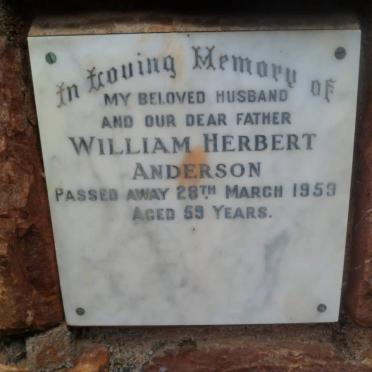 In Loving Memory of
MY BELOVED HUSBAND
AND OUR DEAR FATHER
WILLIAM HERBERT
ANDERSON
PASSED AWAY 28TH MARCH 1959
AGED 59 YEARS.